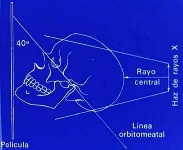 40º
Rayo
central
Haz de rayos X
Línea
orbitomeatal
Película